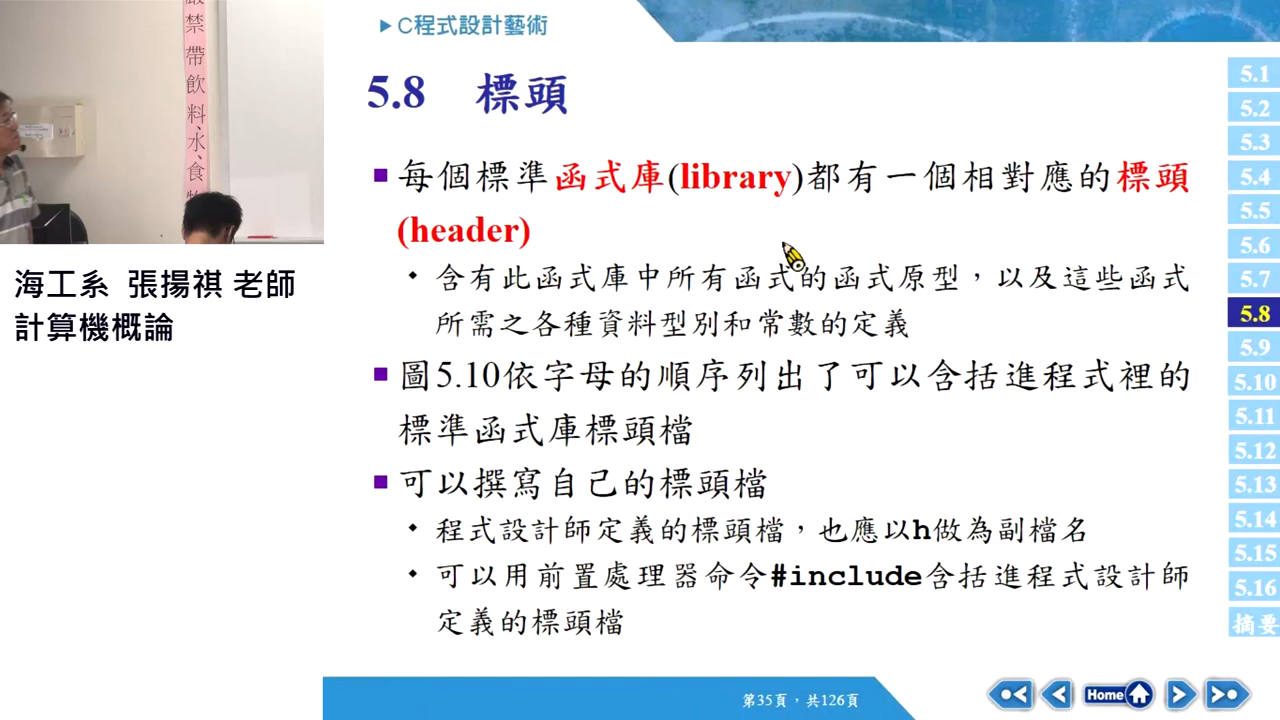 嚴禁帶飲料、水、食物
海工系 張揚祺 老師
計算機概論
C程式設計藝術
5.8 標頭
每個標準函式庫(library)都有一個相對應的標頭
(header)
含有此函式庫中所有函式的函式原型，以及這些函式
所需之各種資料型別和常數的定義
圖5.10依字母的順序列出了可以含括進程式裡的
標準函式庫標頭檔
可以撰寫自己的標頭檔
程式設計師定義的標頭檔，也應以h做為副檔名
可以用前置處理器命令#include含括進程式設計師
定義的標頭檔
5.1
5.2
5.3
5.4
5.5
5.6
5.7
5.8
5.9
5.10
5.11
5.12
5.13
5.14
5.15
5.16
摘要
第35頁，共126頁
Home